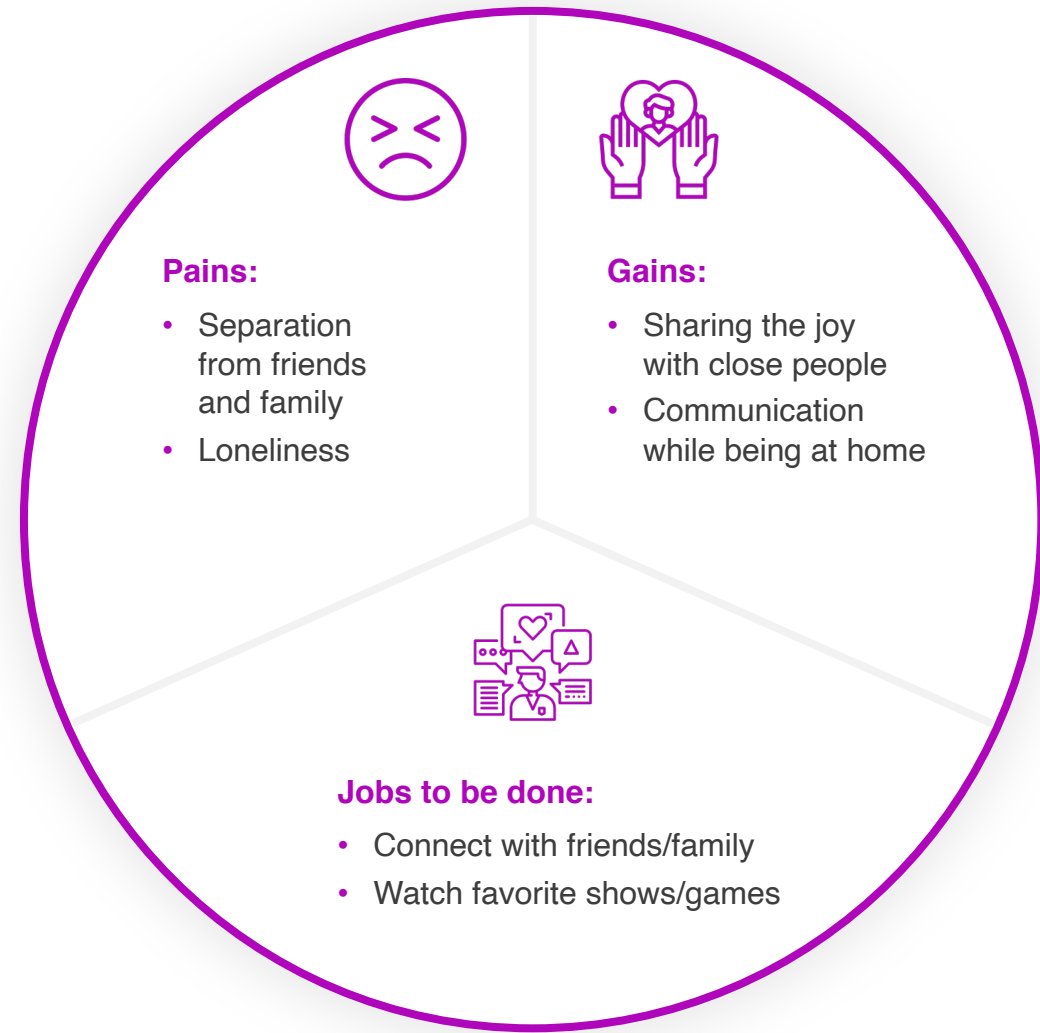 Pains:
• Separation
from friends
and family
• Loneliness
Gains:
• Sharing the joy
with close people
• Communication
while being at home
Jobs to be done:
• Connect with friends/family
• Watch favorite shows/games